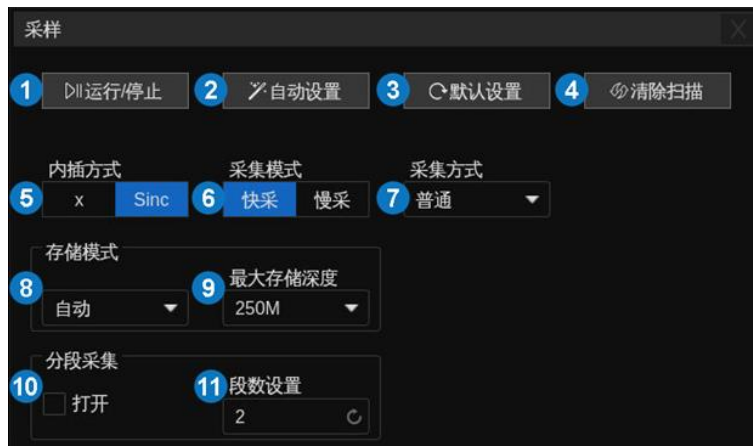 采样 X
1 运行/停止 2 自动设置 3 默认设置 4 清除扫描
内插方式 采集模式 采集方式
5 x Sinc 6 快采 慢采 7 普通
存储模式
最大存储深度
8 自动 9 250M
分段采集
10 打开 11 段数设置
2